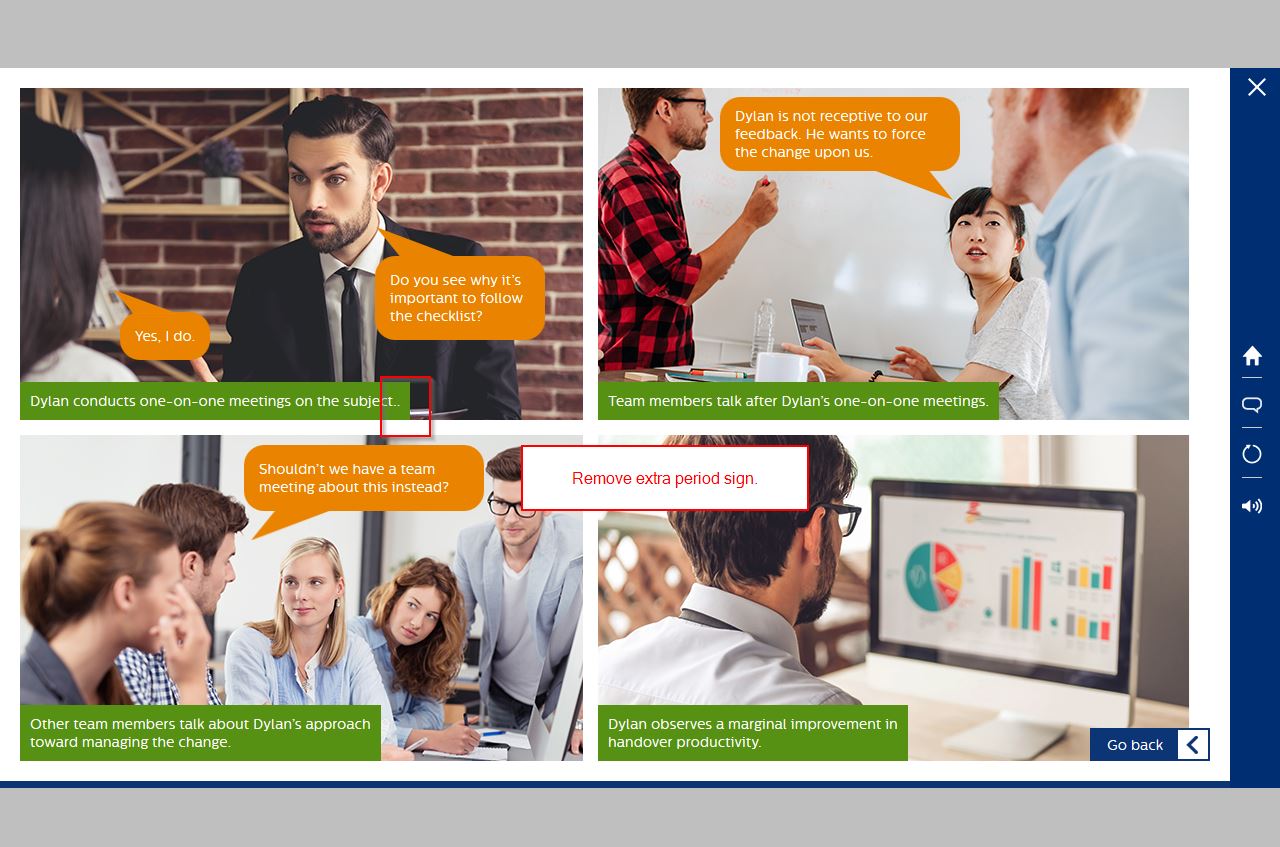 Do you see why it's
important to follow
the checklist?
Yes, I do.
Dylan conducts one-on-one meetings on the subject..
Dylan is not receptive to our
feedback. He wants to force
the change upon us.
Team members talk after Dylan's one-on-one meetings.
Shouldn't we have a team
meeting about this instead?
Other team members talk about Dylan's approach
toward managing the change.
Remove extra period sign.
Dylan observes a marginal improvement in
handover productivity.
Go back